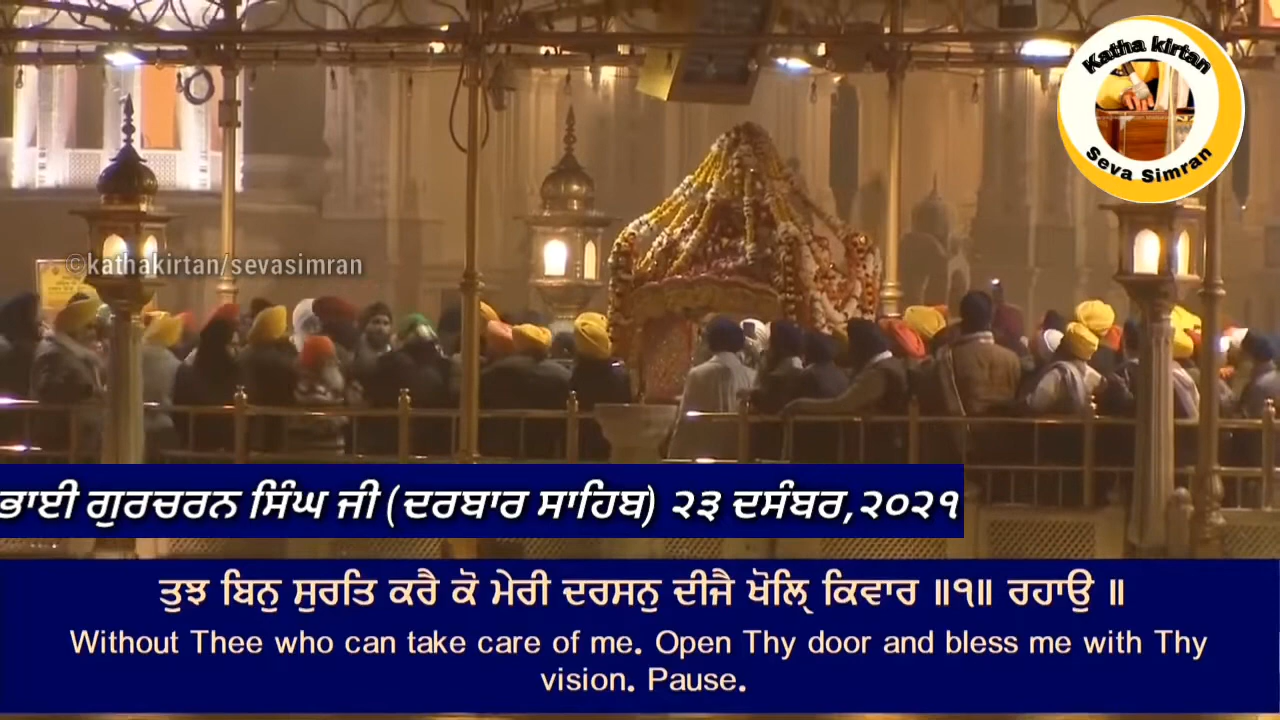 Katha kirtan
Seva Simran
©kathakirtan/sevasimran
ਭਾਈ ਗੁਰਚਰਨ ਸਿੰਘ ਜੀ (ਦਰਬਾਰ ਸਾਹਿਬ) ੨੩ ਦਸੰਬਰ,੨੦੨੧
ਤੁਝ ਬਿਨੁ ਸੁਰਤਿ ਕਰੈ ਕੋ ਮੇਰੀ ਦਰਸਨੁ ਦੀਜੈ ਖੋਲਿੑ ਕਿਵਾਰ ॥੧॥ ਰਹਾਉ ॥
Without Thee who can take care of me. Open Thy door and bless me with Thy
vision. Pause.